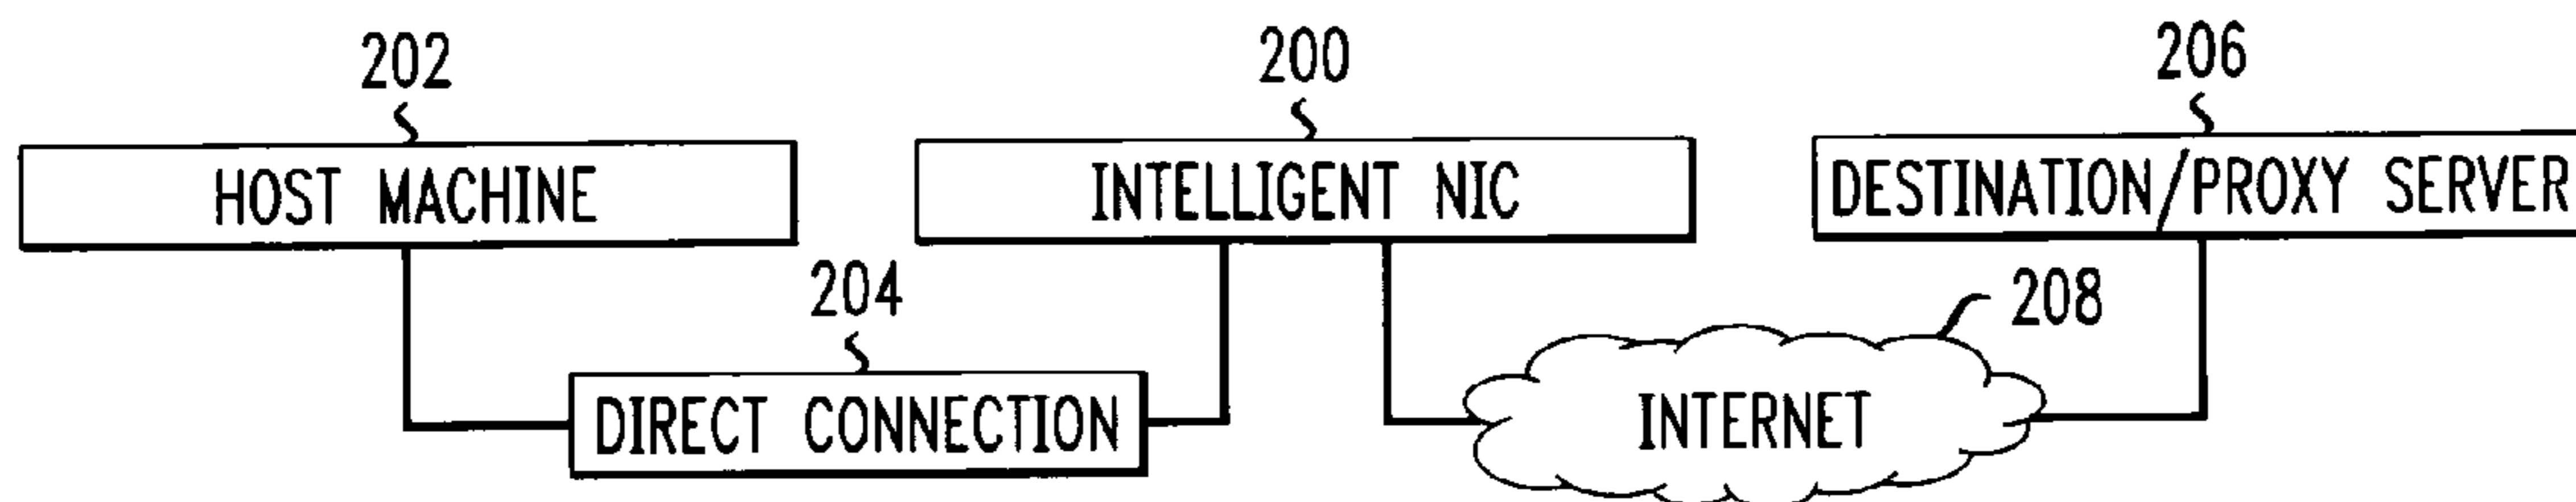 202
200
206
HOST MACHINE
INTELLIGENT NIC
DESTINATION/PROXY SERVER
204
208
DIRECT CONNECTION
INTERNET